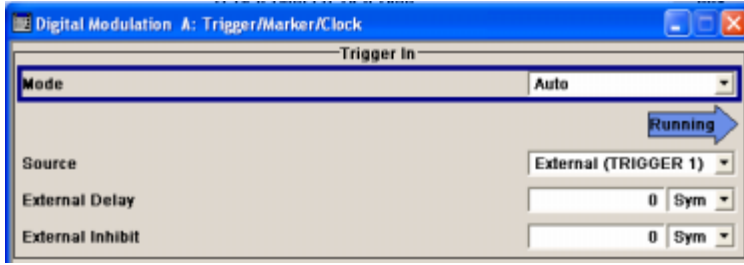 Digital Modulation A: Trigger/Marker/Clock
Trigger In
Mode Auto
Running
Source External (TRIGGER 1)
External Delay 0 Sym
External Inhibit 0 Sym